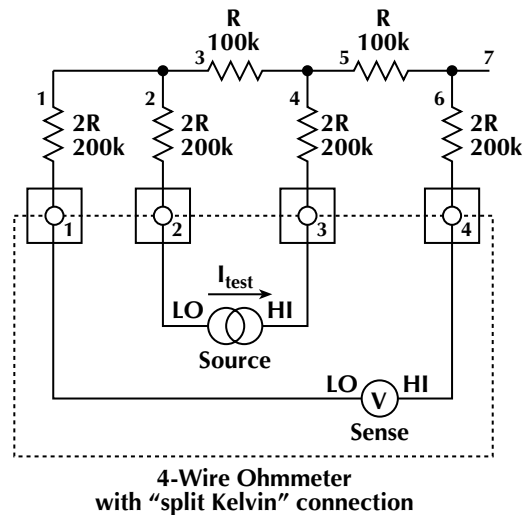 R
100k
R
100k
3
5
7
1
2
4
6
2R
200k
2R
200k
2R
200k
2R
200k
1
2
3
4
I_test
LO
HI
Source
LO
V
HI
Sense
4-Wire Ohmmeter
with “split Kelvin” connection